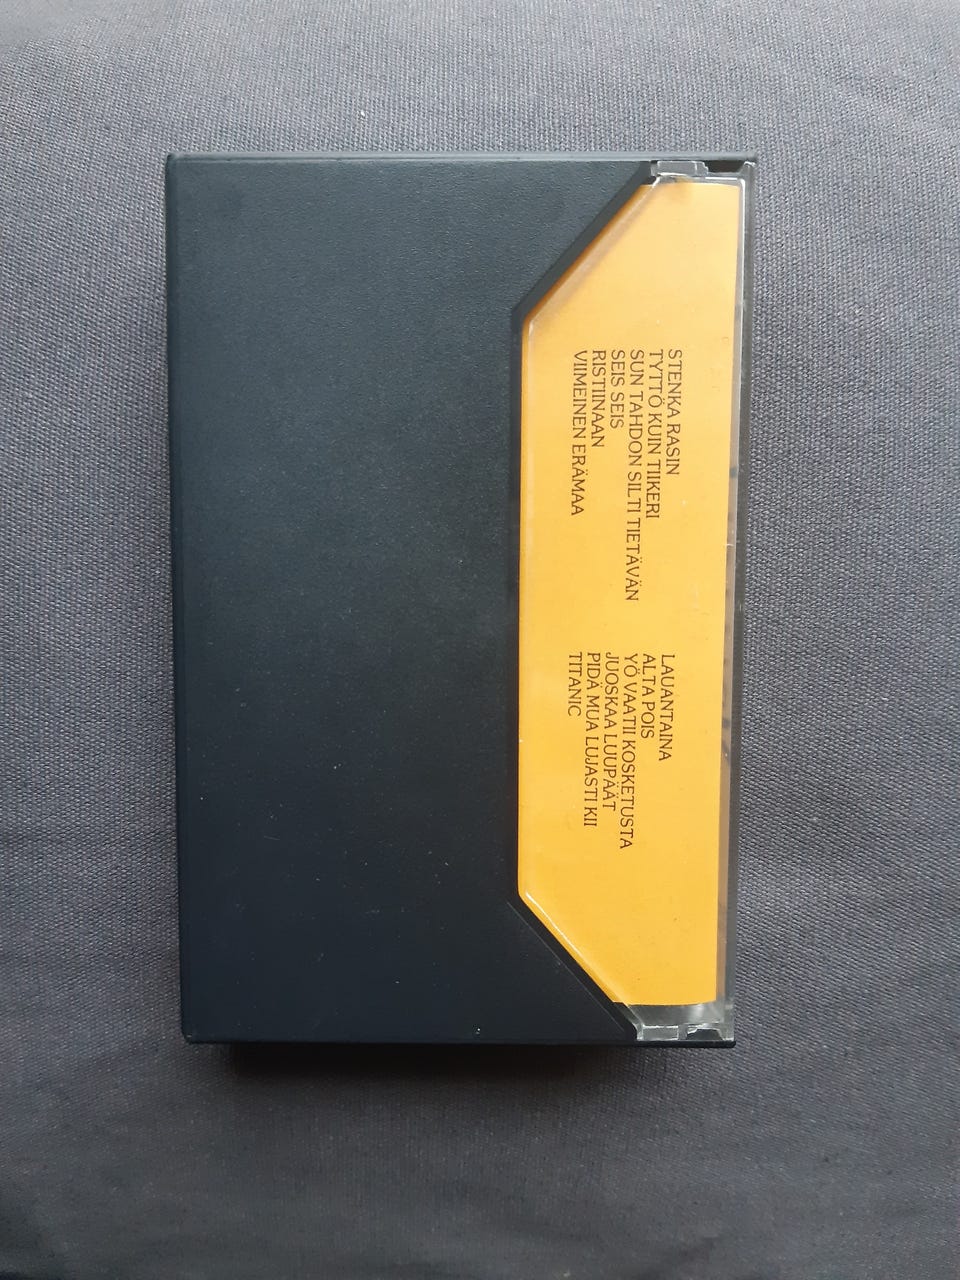 STENKA RASIN
TYTTÖ KUIN TIIKERI
SUN TAHDON SILTI TIETÄVÄN
SEIS SEIS
RISTIINAAN
VIIMEINEN ERÄMAA
LAUANTAINA
ALTA POIS
YÖ VAATII KOSKETUSTA
JUOSKAA LUUPÄÄT
PIDÄ MUA LUJASTI KII
TITANIC